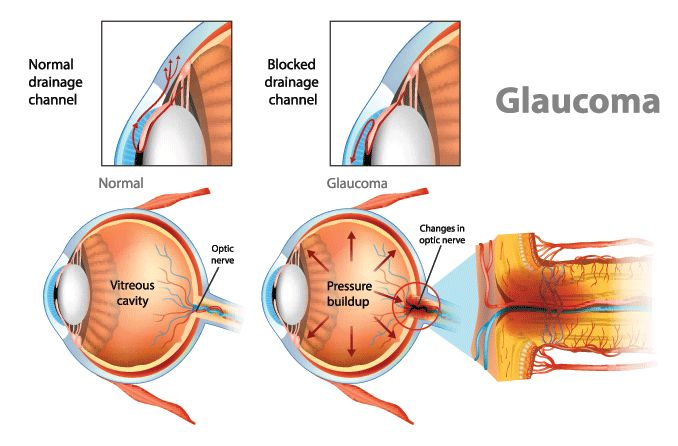 Normal
drainage
channel
Blocked
drainage
channel
Glaucoma
Normal
Glaucoma
Optic
nerve
Vitreous
cavity
Changes in
optic nerve
Pressure
buildup